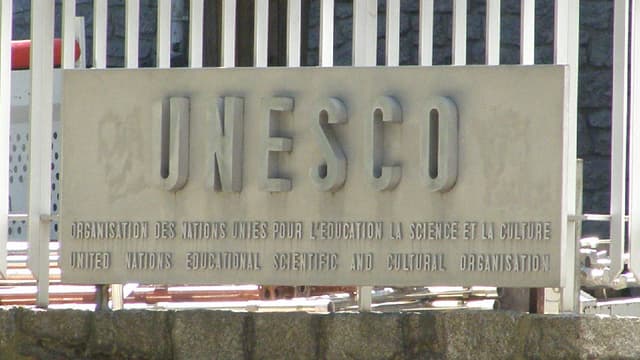 UNESCO
ORGANISATION DES NATIONS UNIES POUR L'EDUCATION LA SCIENCE ET LA CULTURE
UNITED NATIONS EDUCATIONAL SCIENTIFIC AND CULTURAL ORGANISATION